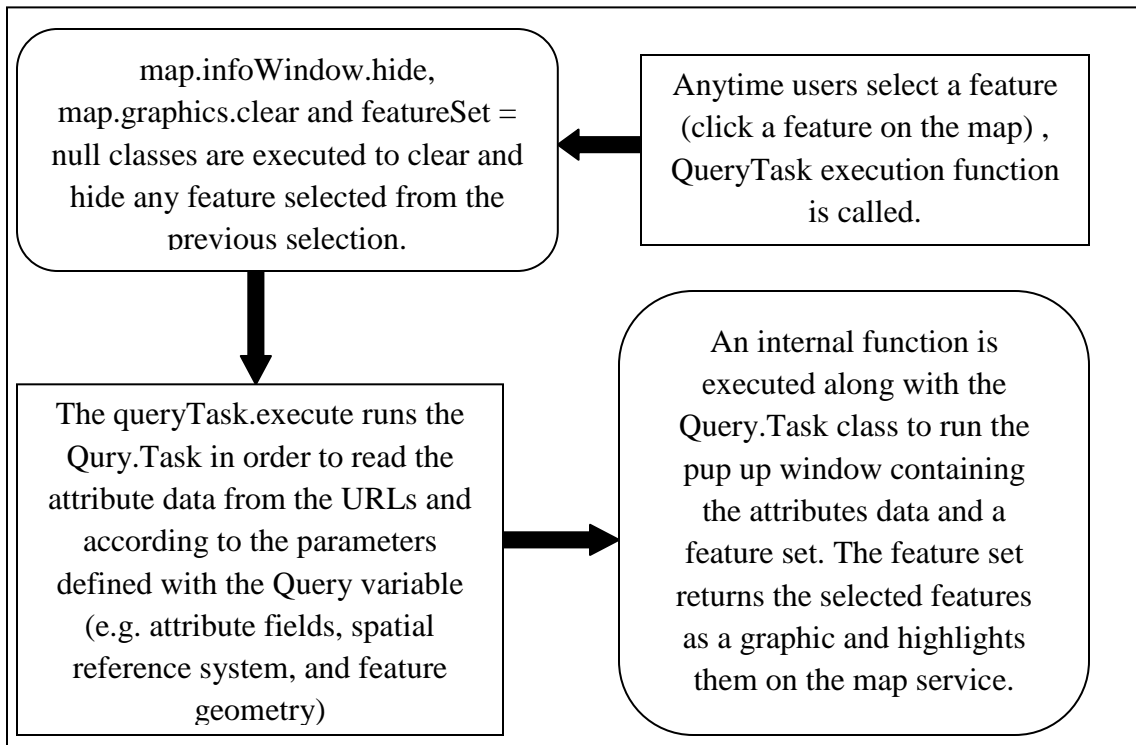 map.infoWindow.hide,
map.graphics.clear and featureSet =
null classes are executed to clear and
hide any feature selected from the
previous selection.
Anytime users select a feature
(click a feature on the map) ,
QueryTask execution function
is called.
The queryTask.execute runs the
Qury.Task in order to read the
attribute data from the URLs and
according to the parameters
defined with the Query variable
(e.g. attribute fields, spatial
reference system, and feature
geometry)
An internal function is
executed along with the
Query.Task class to run the
pup up window containing
the attributes data and a
feature set. The feature set
returns the selected features
as a graphic and highlights
them on the map service.